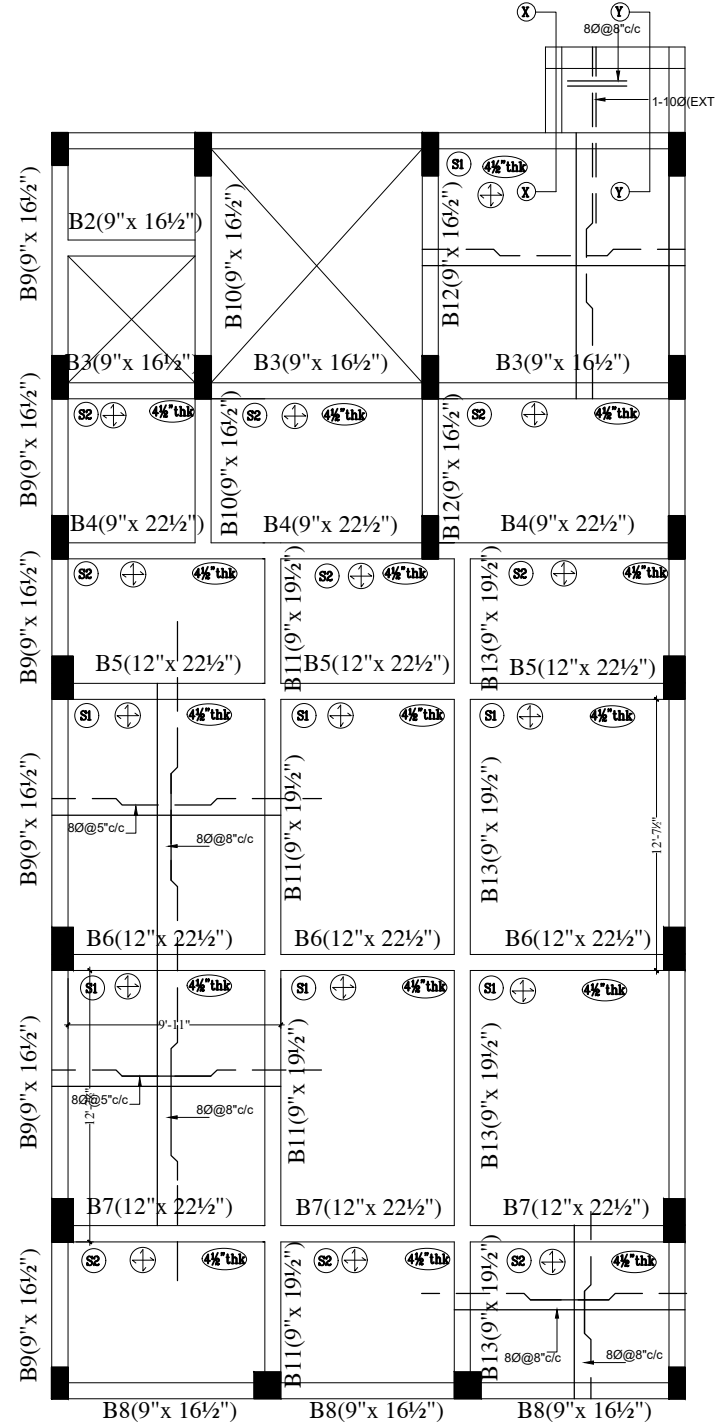 X Y
8Ø@8"c/c
1-10Ø(EXT
S1 4½"thk
X Y
B9(9"x 16½")
B2(9"x 16½")
B10(9"x 16½")
B12(9"x 16½")
B3(9"x 16½")
B3(9"x 16½")
B3(9"x 16½")
B9(9"x 16½")
S2 4½"thk
B10(9"x 16½")
S2 4½"thk
B12(9"x 16½")
S2 4½"thk
B4(9"x 22½")
B4(9"x 22½")
B4(9"x 22½")
B9(9"x 16½")
S2 4½"thk
B11(9"x 19½")
S2 4½"thk
B13(9"x 19½")
S2 4½"thk
B5(12"x 22½")
B5(12"x 22½")
B5(12"x 22½")
B9(9"x 16½")
S1 4½"thk
B11(9"x 19½")
S1 4½"thk
B13(9"x 19½")
S1 4½"thk
12'-7½"
8Ø@5"c/c
8Ø@8"c/c
B6(12"x 22½")
B6(12"x 22½")
B6(12"x 22½")
B9(9"x 16½")
S1 4½"thk
B11(9"x 19½")
S1 4½"thk
B13(9"x 19½")
S1 4½"thk
9'-11"
8Ø@5"c/c
8Ø@8"c/c
B7(12"x 22½")
B7(12"x 22½")
B7(12"x 22½")
B9(9"x 16½")
S2 4½"thk
B11(9"x 19½")
S2 4½"thk
B13(9"x 19½")
S2 4½"thk
8Ø@8"c/c
8Ø@8"c/c
B8(9"x 16½")
B8(9"x 16½")
B8(9"x 16½")